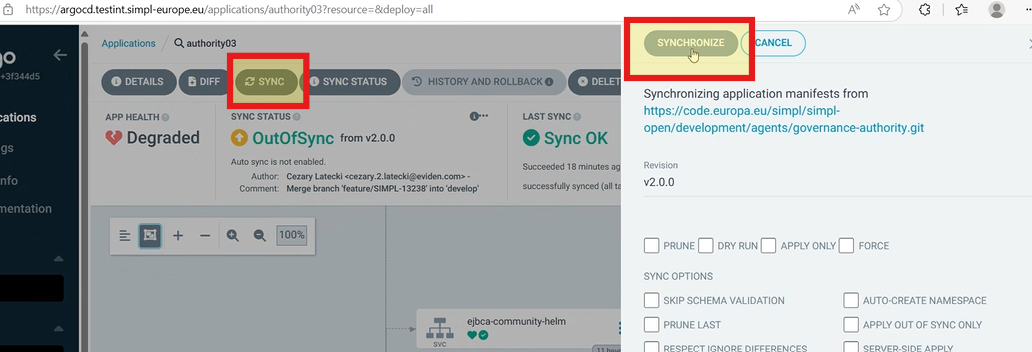 https://argocd.testint.simpl-europe.eu/applications/authority03?resource=&deploy=all
go
+3f344d5
cations
gs
nfo
mentation
Applications / authority03
DETAILS DIFF SYNC SYNC STATUS HISTORY AND ROLLBACK DELET
APP HEALTH
Degraded
SYNC STATUS
OutOfSync from v2.0.0
Auto sync is not enabled.
Author: Cezary Latecki <cezary.2.latecki@eviden.com> -
Comment: Merge branch 'feature/SIMPL-13238' into 'develop'
LAST SYNC
Sync OK
Succeeded 18 minutes ag
successfully synced (all ta
100%
ejbca-community-helm
SVC
11 hours
SYNCHRONIZE CANCEL
Synchronizing application manifests from
https://code.europa.eu/simpl/simpl-
open/development/agents/governance-authority.git
Revision
v2.0.0
PRUNE DRY RUN APPLY ONLY FORCE
SYNC OPTIONS
SKIP SCHEMA VALIDATION AUTO-CREATE NAMESPACE
PRUNE LAST APPLY OUT OF SYNC ONLY
RESPECT IGNORE DIFFERENCES SERVER-SIDE APPLY